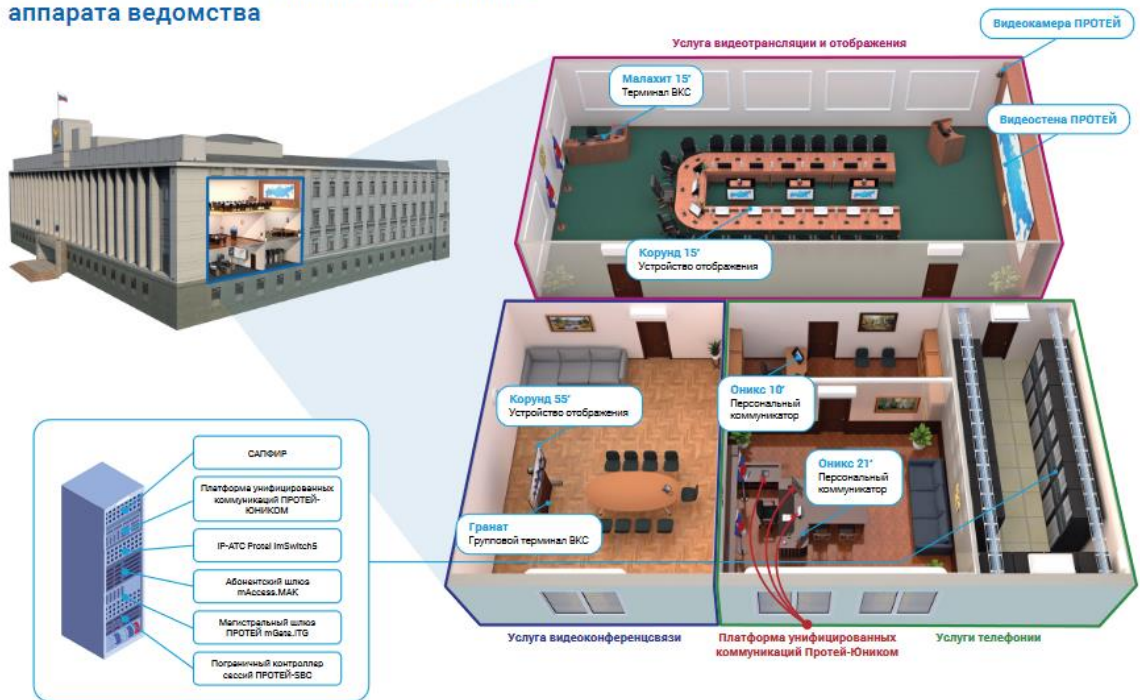 аппарата ведомства
Видеокамера ПРОТЕЙ
Услуга видеотрансляции и отображения
Малахит 15"
Терминал ВКС
Видеостена ПРОТЕЙ
Корунд 15"
Устройство отображения
Корунд 55"
Устройство отображения
Оникс 10"
Персональный
коммуникатор
Оникс 21"
Персональный
коммуникатор
Гранат
Групповой терминал ВКС
САПФИР
Платформа унифицированных
коммуникаций ПРОТЕЙ-
ЮНИКОМ
IP-АТС Protei imSwitch5
Абонентский шлюз
mAccess.МАК
Магистральный шлюз
ПРОТЕЙ mGate.ITG
Пограничный контроллер
сессий ПРОТЕЙ-SBC
Услуга видеоконференцсвязи
Платформа унифицированных
коммуникаций Протей-Юником
Услуги телефонии